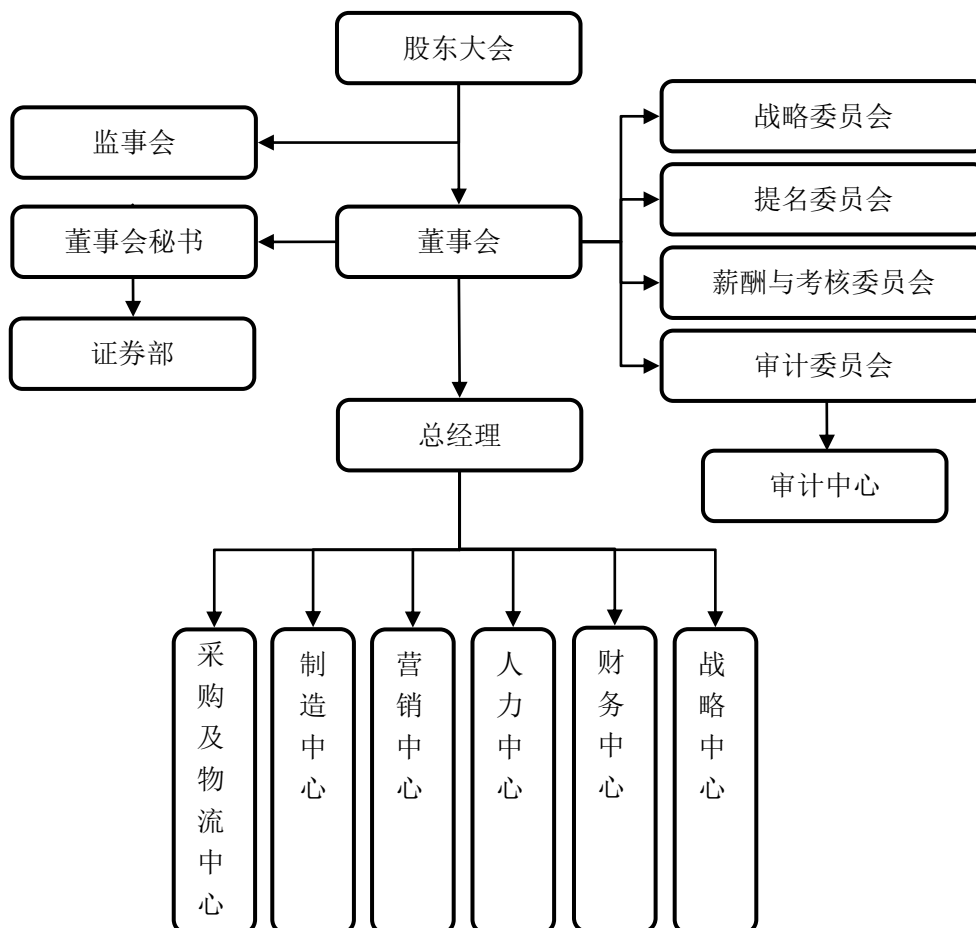 股东大会
监事会
战略委员会
提名委员会
董事会秘书
董事会
薪酬与考核委员会
证券部
审计委员会
总经理
审计中心
采购及物流中心
制造中心
营销中心
人力中心
财务中心
战略中心